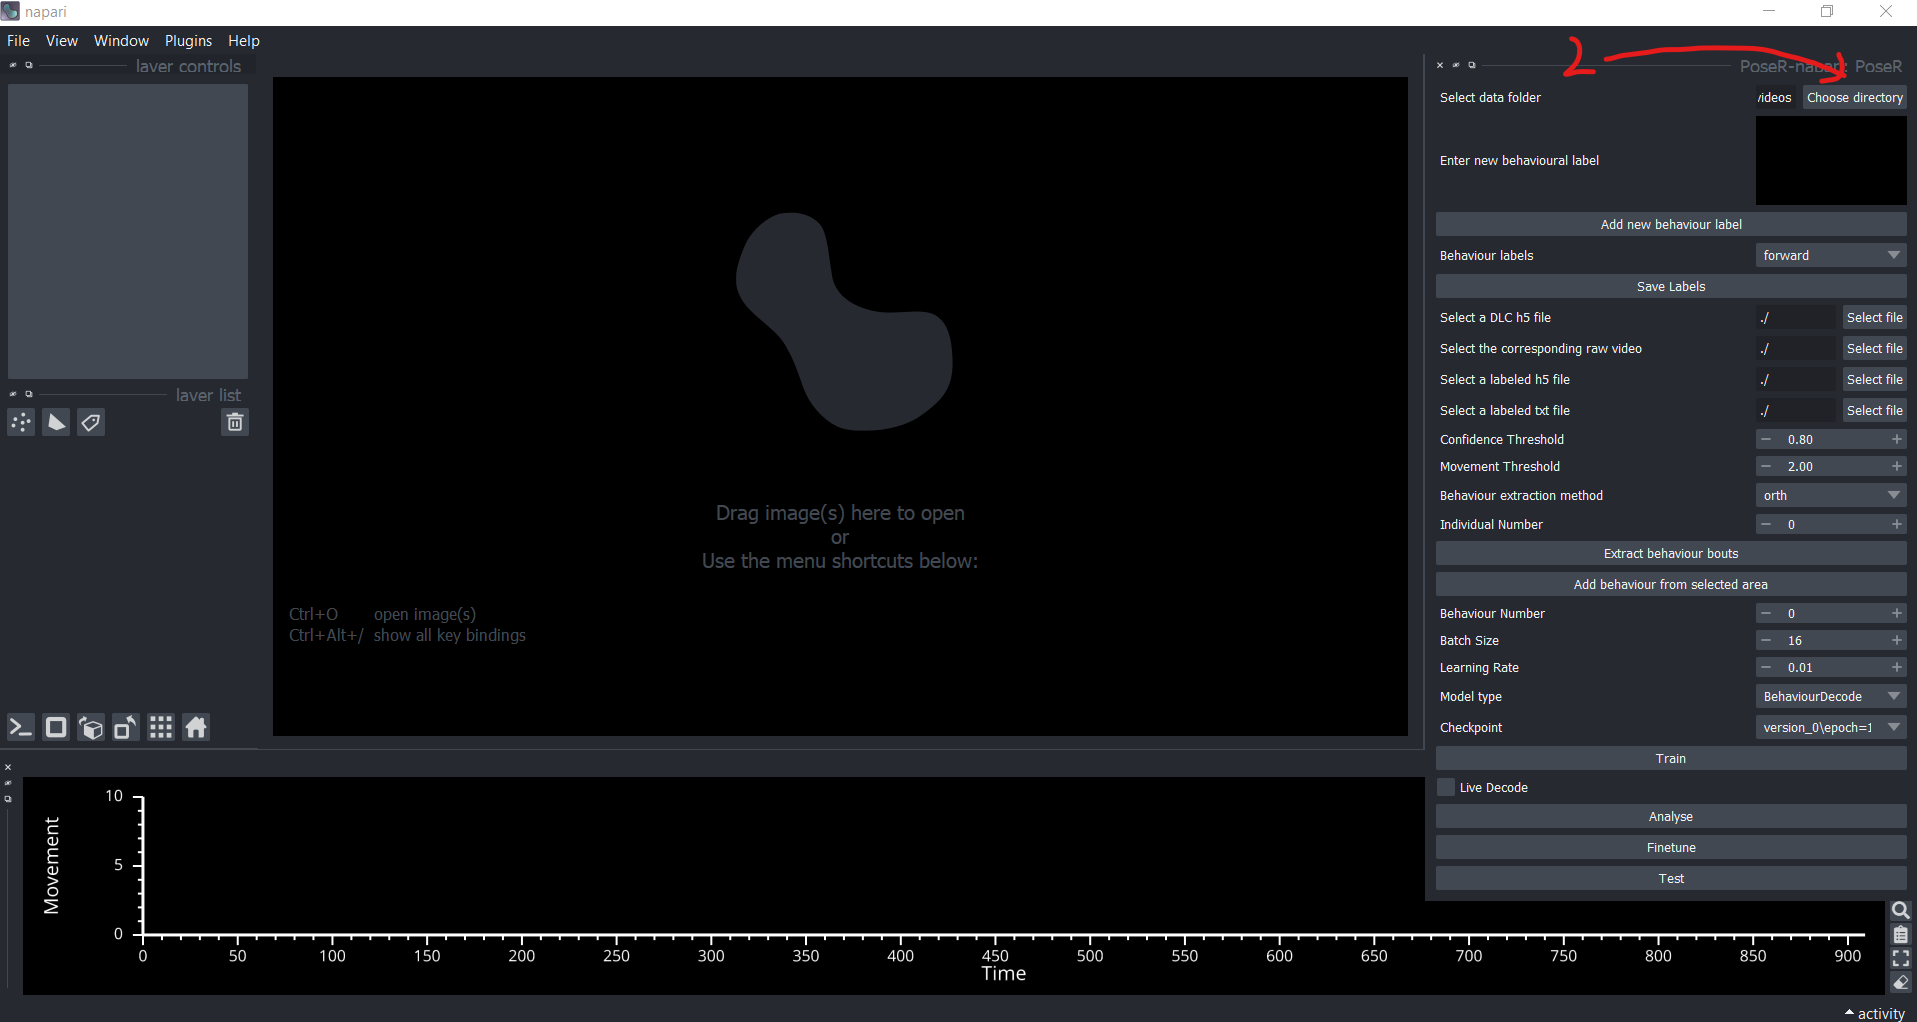 napari
File View Window Plugins Help
layer controls
layer list
Drag image(s) here to open
or
Use the menu shortcuts below:
Ctrl+O open image(s)
Ctrl+Alt+/ show all key bindings
2
PoseR-napari: PoseR
Select data folder videos Choose directory
Enter new behavioural label
Add new behaviour label
Behaviour labels forward
Save Labels
Select a DLC h5 file ./ Select file
Select the corresponding raw video ./ Select file
Select a labeled h5 file ./ Select file
Select a labeled txt file ./ Select file
Confidence Threshold − 0.80 +
Movement Threshold − 2.00 +
Behaviour extraction method orth
Individual Number − 0 +
Extract behaviour bouts
Add behaviour from selected area
Behaviour Number − 0 +
Batch Size − 16 +
Learning Rate − 0.01 +
Model type BehaviourDecode
Checkpoint version_0\epoch=1
Train
Live Decode
Analyse
Finetune
Test
Movement
10
5
0
0 50 100 150 200 250 300 350 400 450 500 550 600 650 700 750 800 850 900
Time
activity